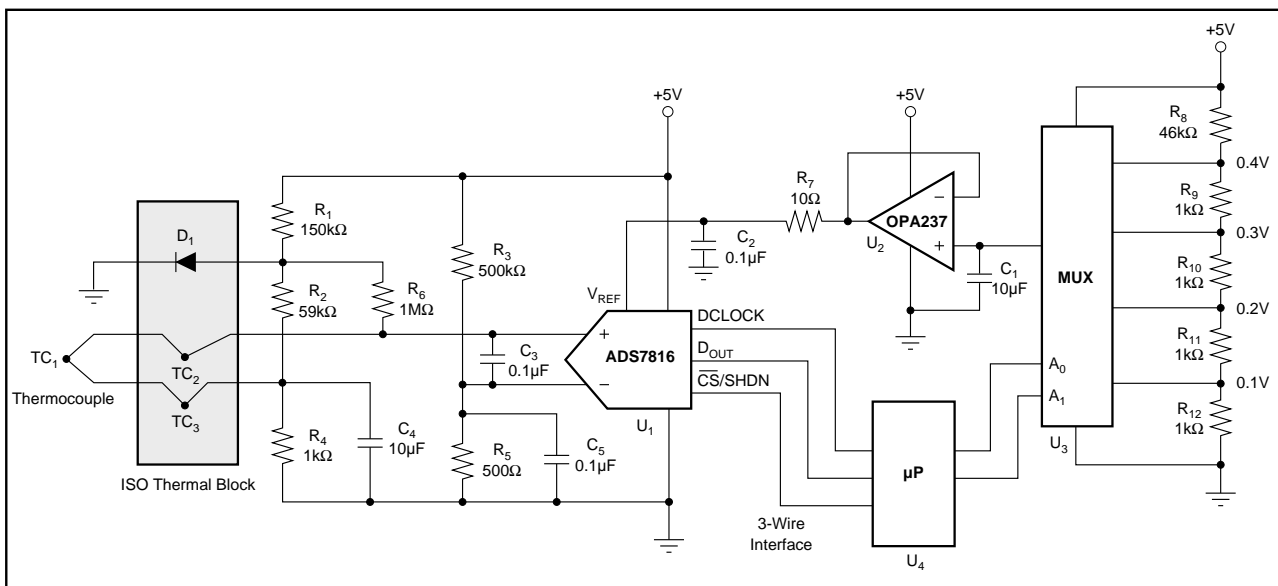 +5V
R8
46kΩ
0.4V
R9
1kΩ
0.3V
R10
1kΩ
0.2V
R11
1kΩ
0.1V
R12
1kΩ
MUX
A0
A1
U3
+5V
OPA237
−
+
U2
C1
10µF
R7
10Ω
C2
0.1µF
+5V
VREF
ADS7816
+
−
U1
DCLOCK
DOUT
CS/SHDN
µP
U4
3-Wire
Interface
R1
150kΩ
D1
R2
59kΩ
R6
1MΩ
R3
500kΩ
C3
0.1µF
TC1
Thermocouple
TC2
TC3
R4
1kΩ
C4
10µF
R5
500Ω
C5
0.1µF
ISO Thermal Block